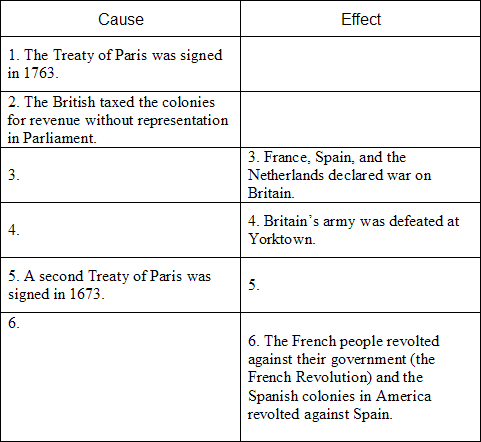 Cause
Effect
1. The Treaty of Paris was signed
in 1763.
2. The British taxed the colonies
for revenue without representation
in Parliament.
3.
3. France, Spain, and the
Netherlands declared war on
Britain.
4.
4. Britain’s army was defeated at
Yorktown.
5. A second Treaty of Paris was
signed in 1673.
5.
6.
6. The French people revolted
against their government (the
French Revolution) and the
Spanish colonies in America
revolted against Spain.